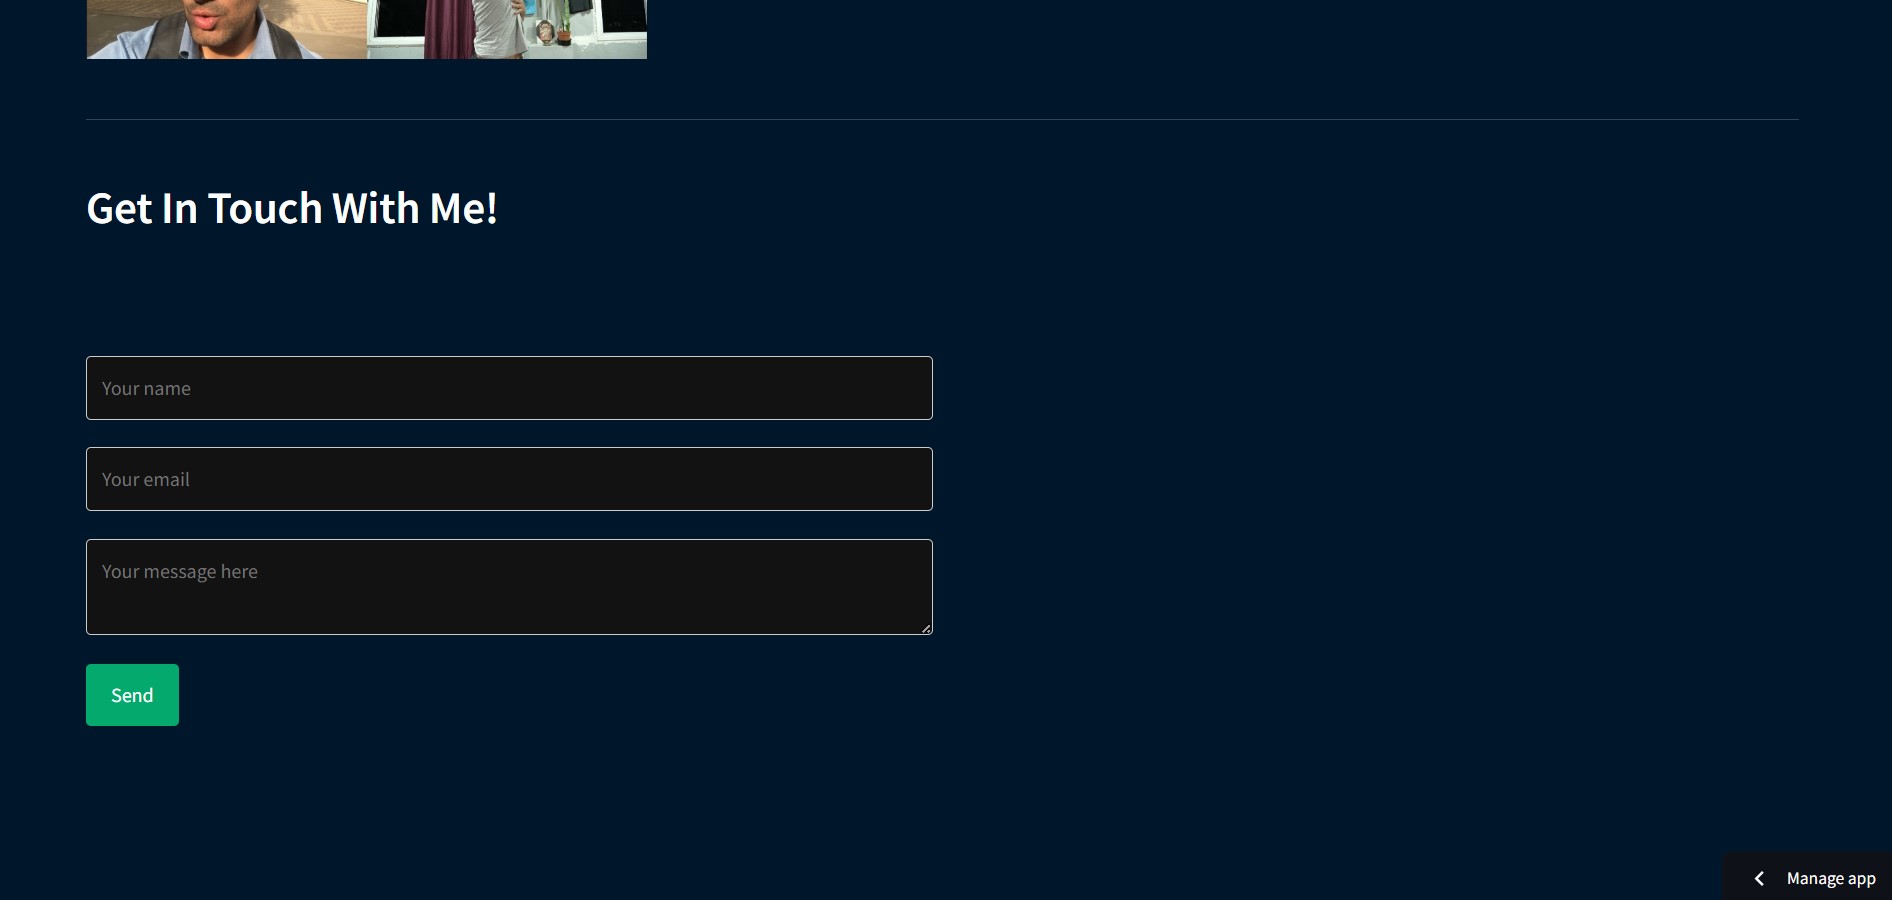 Get In Touch With Me!
Your name
Your email
Your message here
Send
Manage app